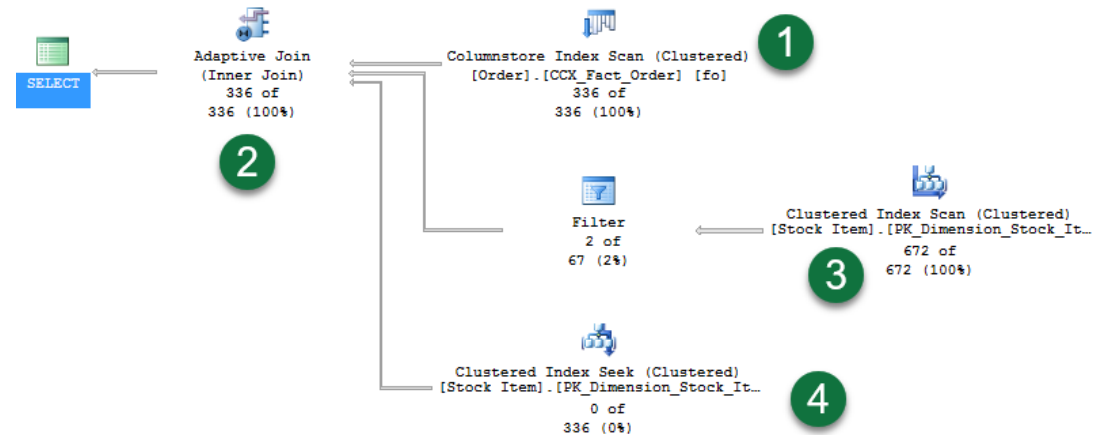 SELECT
Adaptive Join
(Inner Join)
336 of
336 (100%)
2
Columnstore Index Scan (Clustered)
[Order].[CCX_Fact_Order] [fo]
336 of
336 (100%)
1
Filter
2 of
67 (2%)
Clustered Index Scan (Clustered)
[Stock Item].[PK_Dimension_Stock_It…
672 of
672 (100%)
3
Clustered Index Seek (Clustered)
[Stock Item].[PK_Dimension_Stock_It…
0 of
336 (0%)
4